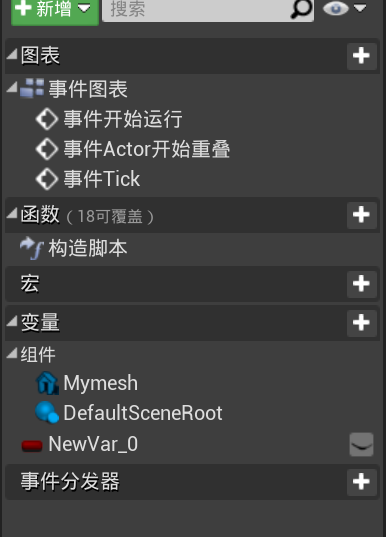 新增 搜索
图表
事件图表
事件开始运行
事件Actor开始重叠
事件Tick
函数（18可覆盖）
构造脚本
宏
变量
组件
Mymesh
DefaultSceneRoot
NewVar_0
事件分发器